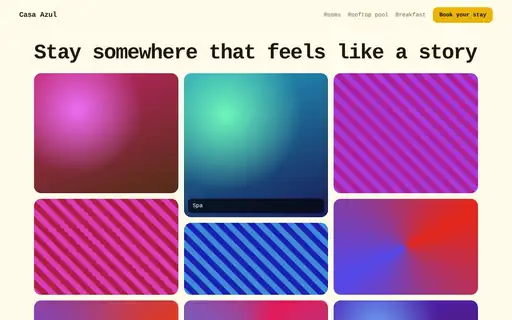 Casa Azul
Rooms Rooftop pool Breakfast Book your stay
Stay somewhere that feels like a story
Spa